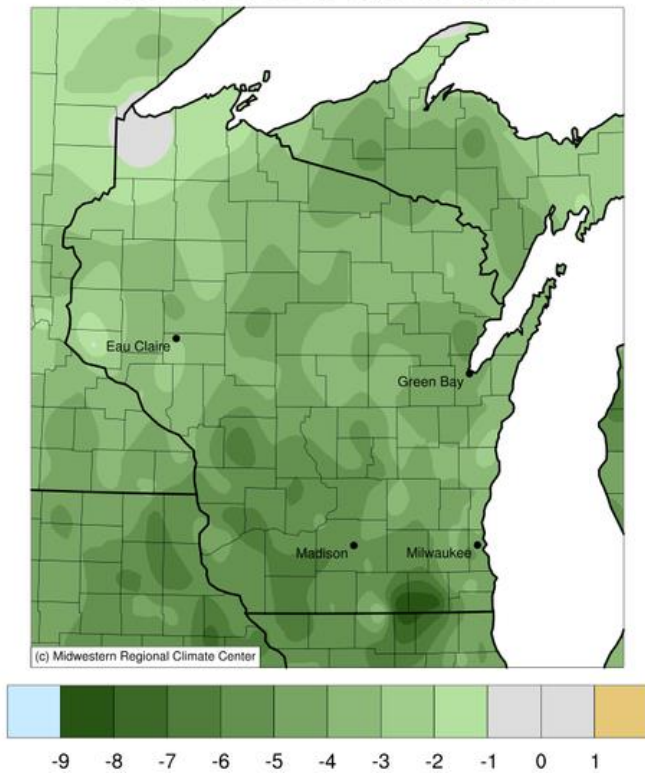 Eau Claire
Green Bay
Madison
Milwaukee
(c) Midwestern Regional Climate Center
-9 -8 -7 -6 -5 -4 -3 -2 -1 0 1